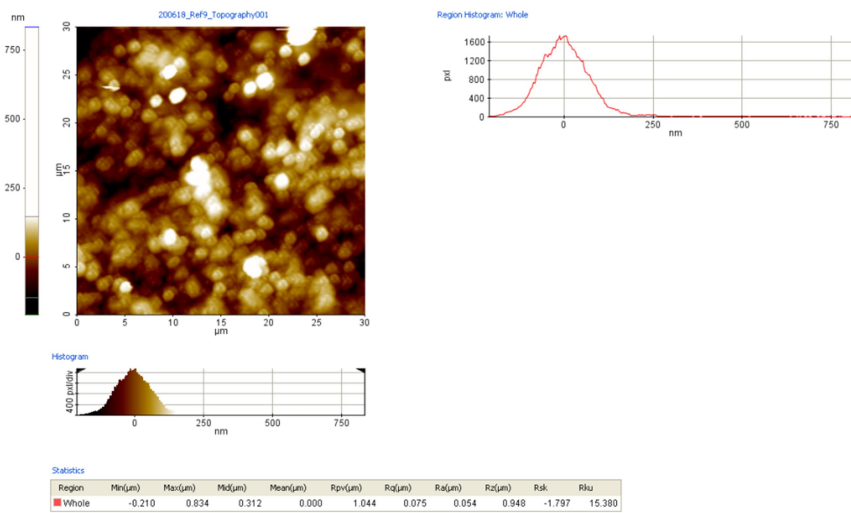 200618_Ref9_Topography001
Region Histogram: Whole
nm
750
500
250
0
30
25
20
15
10
5
0
µm
0 5 10 15 20 25 30
µm
1600
1200
800
400
0
pxl
0 250 500 750
nm
Histogram
400 pxl/div
0 250 500 750
nm
Statistics
Region Min(µm) Max(µm) Mid(µm) Mean(µm) Rpv(µm) Rq(µm) Ra(µm) Rz(µm) Rsk Rku
Whole -0.210 0.834 0.312 0.000 1.044 0.075 0.054 0.948 -1.797 15.380